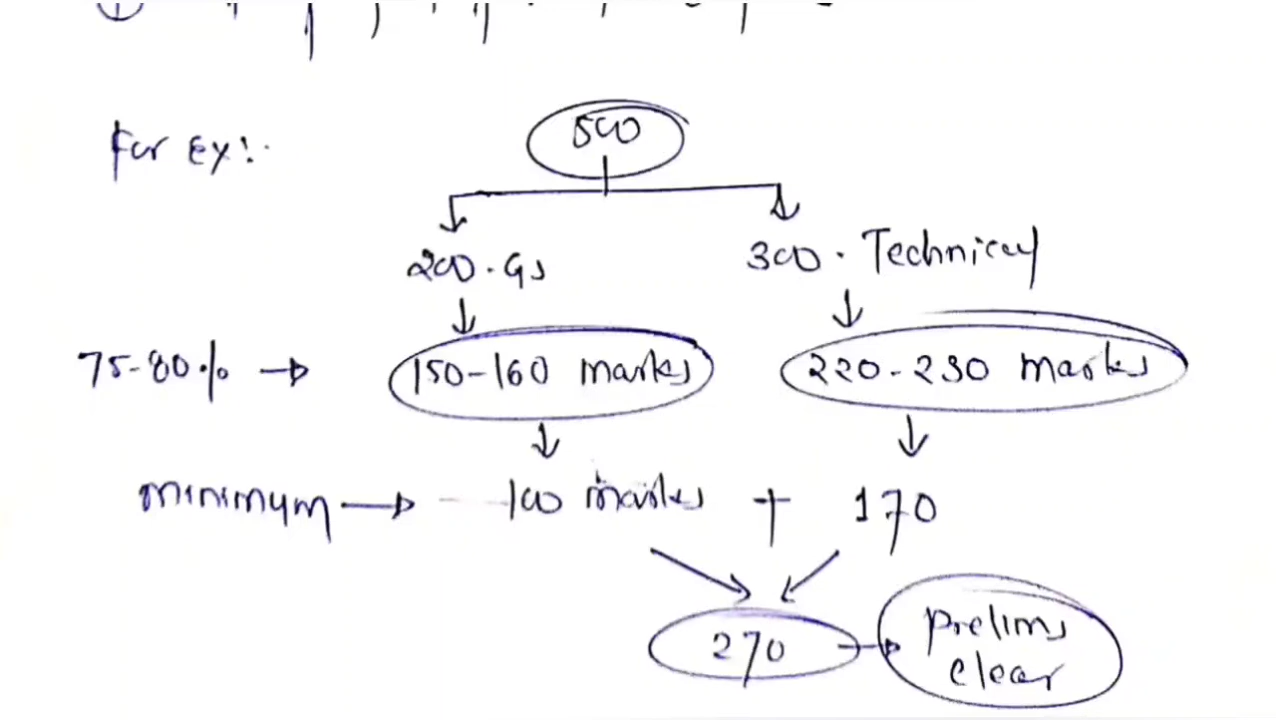 For Ex:-
500
200. GS
300. Technical
75-80% → 150-160 marks
220-230 marks
minimum → 100 marks + 170
270 → prelims
clear